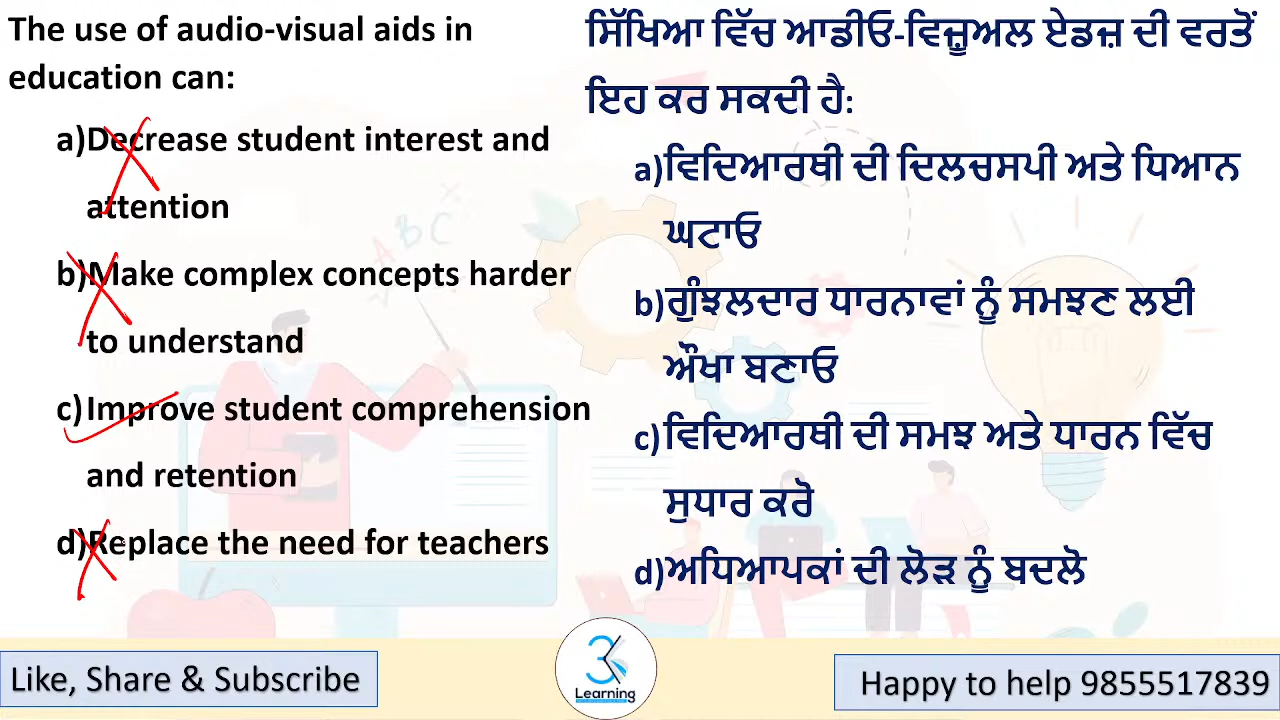 The use of audio-visual aids in
education can:
a)Decrease student interest and
attention
b)Make complex concepts harder
to understand
c)Improve student comprehension
and retention
d)Replace the need for teachers
ਸਿੱਖਿਆ ਵਿੱਚ ਆਡੀਓ-ਵਿਜ਼ੂਅਲ ਏਡਜ਼ ਦੀ ਵਰਤੋਂ
ਇਹ ਕਰ ਸਕਦੀ ਹੈ:
a)ਵਿਦਿਆਰਥੀ ਦੀ ਦਿਲਚਸਪੀ ਅਤੇ ਧਿਆਨ
ਘਟਾਓ
b)ਗੁੰਝਲਦਾਰ ਧਾਰਨਾਵਾਂ ਨੂੰ ਸਮਝਣ ਲਈ
ਔਖਾ ਬਣਾਓ
c)ਵਿਦਿਆਰਥੀ ਦੀ ਸਮਝ ਅਤੇ ਧਾਰਨ ਵਿੱਚ
ਸੁਧਾਰ ਕਰੋ
d)ਅਧਿਆਪਕਾਂ ਦੀ ਲੋੜ ਨੂੰ ਬਦਲੋ
A B C
Like, Share & Subscribe
3
Learning
Happy to help 9855517839